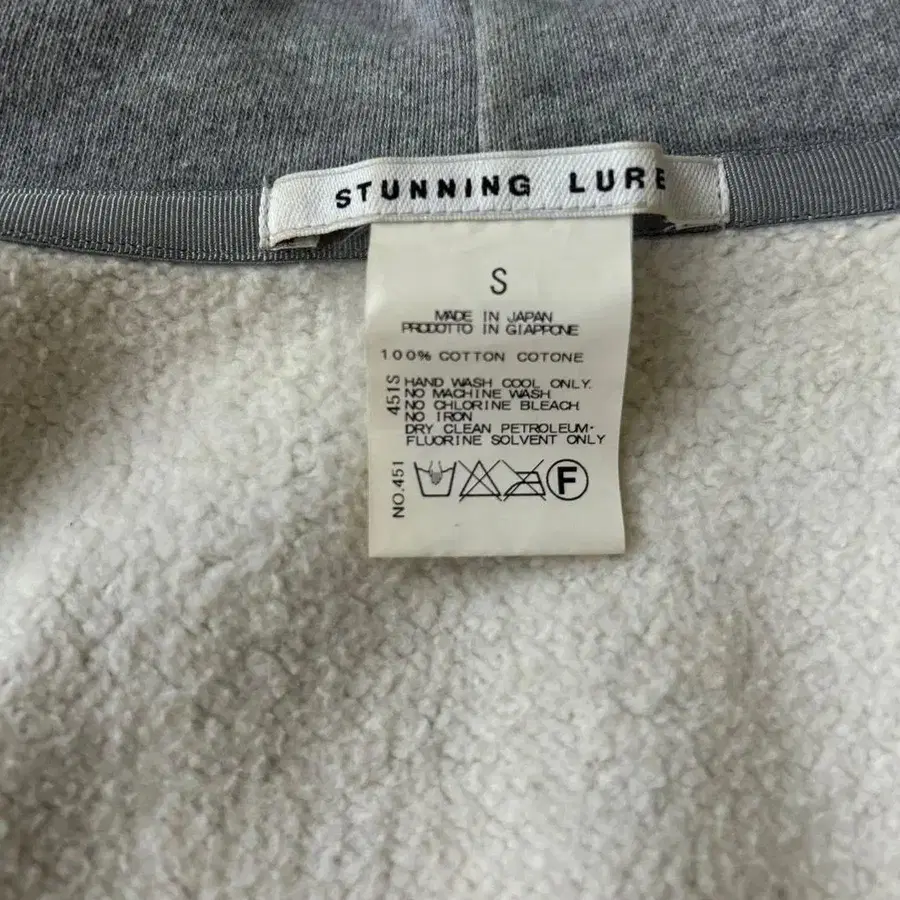 STUNNING LURE
S
MADE IN JAPAN
PRODOTTO IN GIAPPONE
100% COTTON COTONE
HAND WASH COOL ONLY.
NO MACHINE WASH
NO CHLORINE BLEACH
NO IRON
DRY CLEAN PETROLEUM·
FLUORINE SOLVENT ONLY
NO.451 451S
F